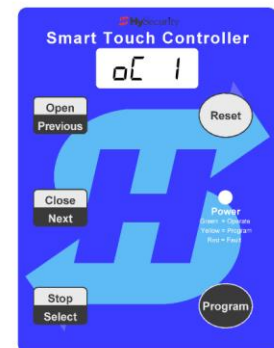 HySecurity
Smart Touch Controller
oC 1
Open
Previous
Reset
Close
Next
Power
Green = Operate
Yellow = Program
Red = Fault
Stop
Select
Program